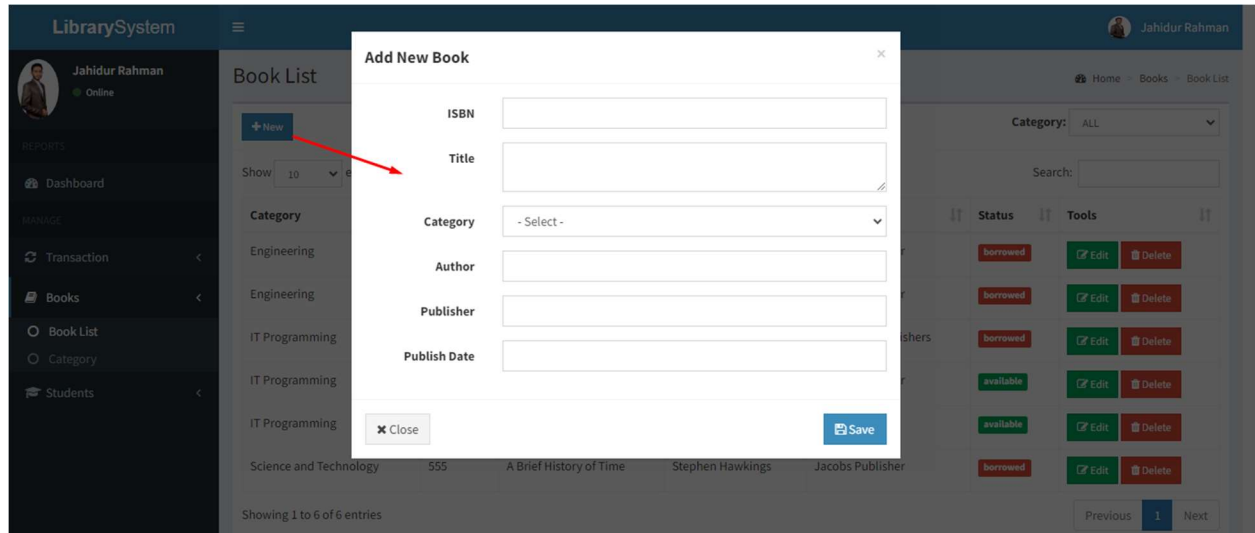 LibrarySystem
Jahidur Rahman
Jahidur Rahman
Online
REPORTS
Dashboard
MANAGE
Transaction
Books
Book List
Category
Students
Book List
Home
Books
Book List
+New
Category: ALL
Show 10 e
Search:
Category Status Tools
Engineering r borrowed Edit Delete
Engineering r borrowed Edit Delete
IT Programming ishers borrowed Edit Delete
IT Programming r available Edit Delete
IT Programming available Edit Delete
Science and Technology 555 A Brief History of Time Stephen Hawkings Jacobs Publisher borrowed Edit Delete
Showing 1 to 6 of 6 entries
Previous 1 Next
Add New Book ×
ISBN
Title
Category - Select -
Author
Publisher
Publish Date
Close
Save